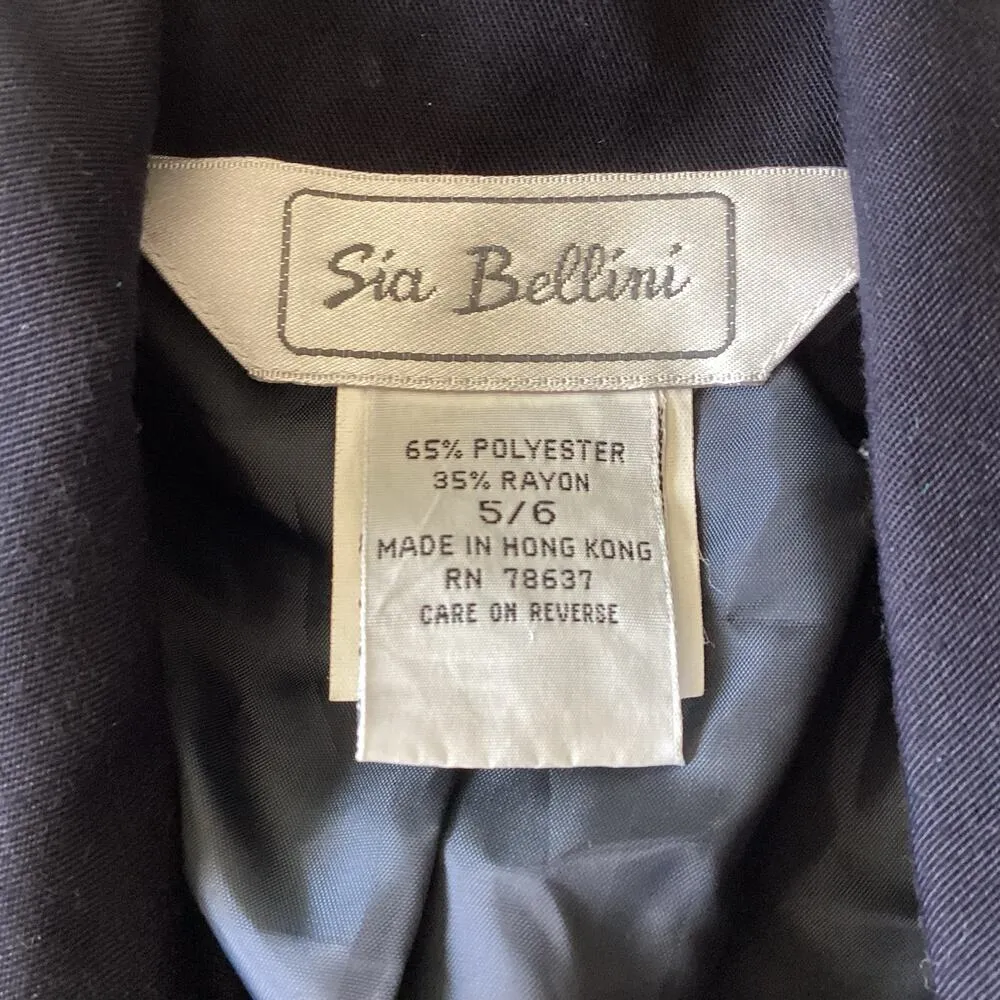 Sia Bellini
65% POLYESTER
35% RAYON
5/6
MADE IN HONG KONG
RN 78637
CARE ON REVERSE